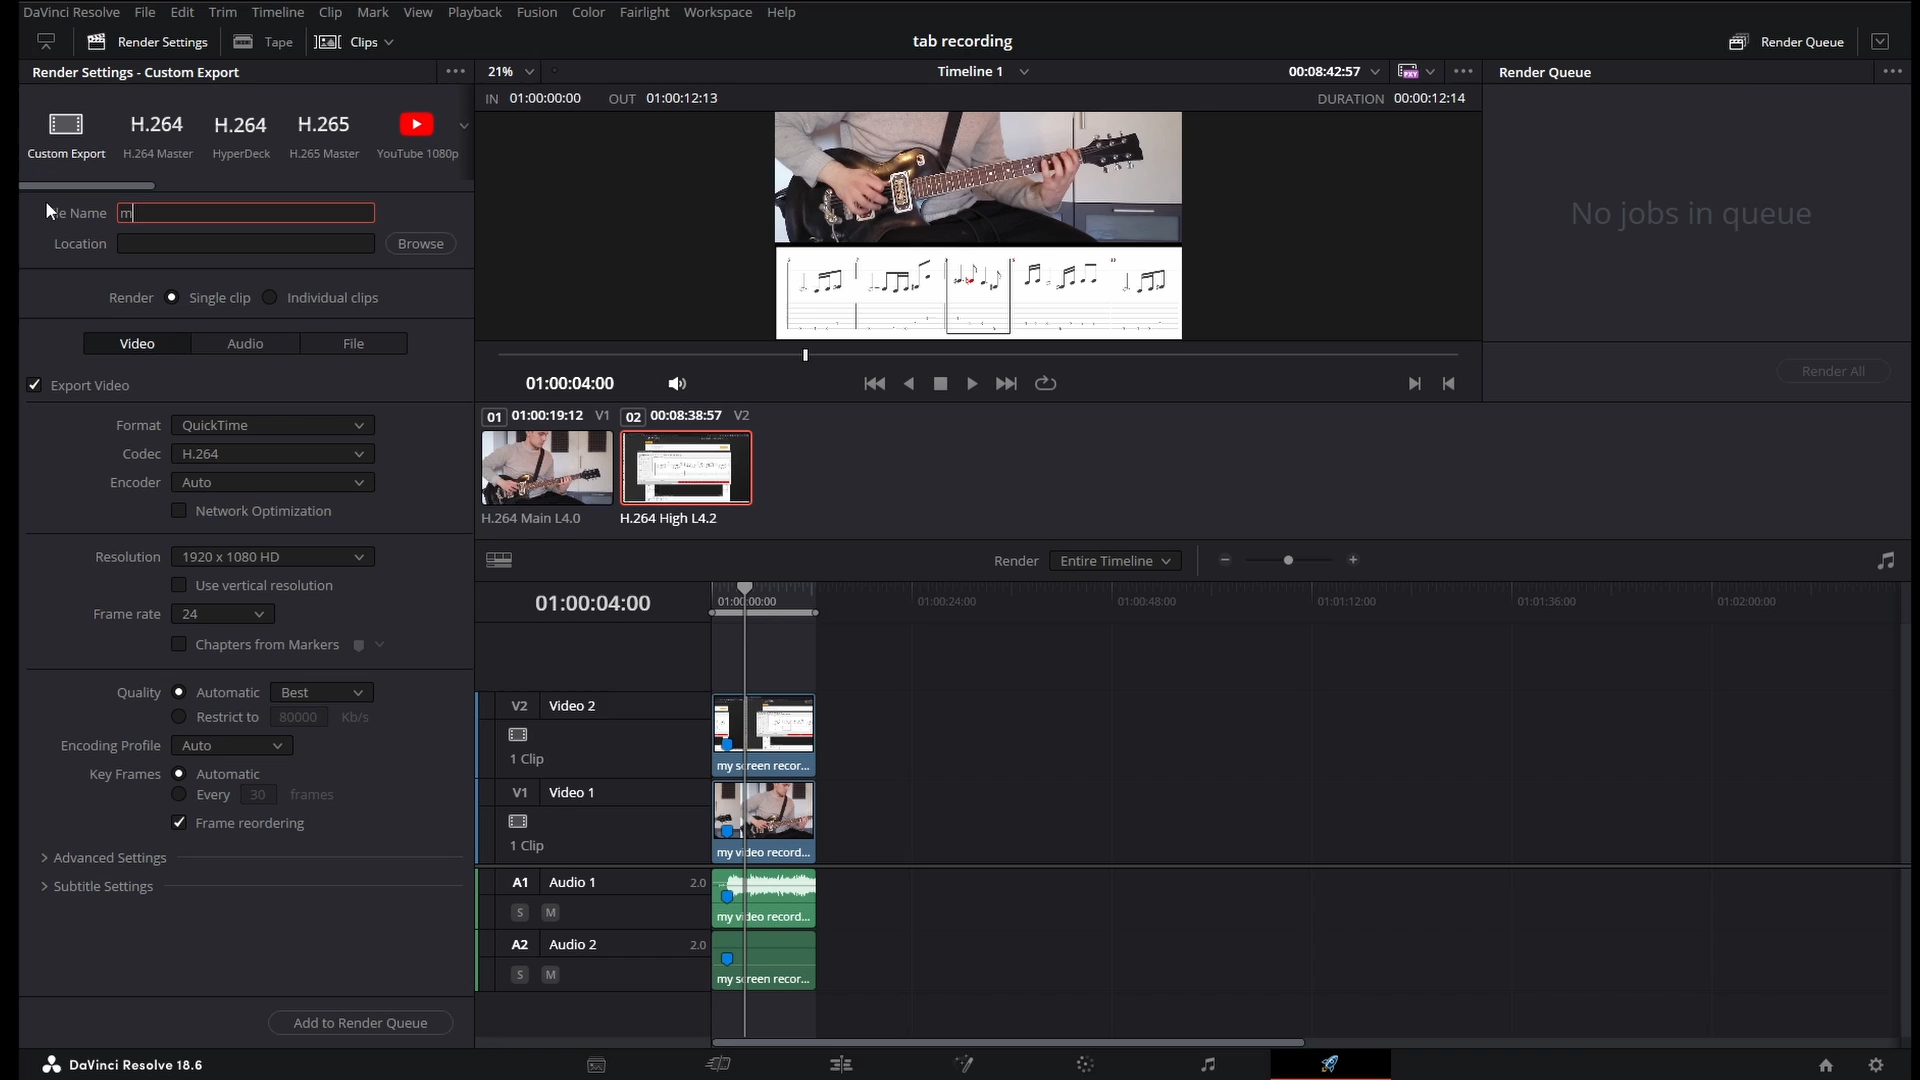 DaVinci Resolve File Edit Trim Timeline Clip Mark View Playback Fusion Color Fairlight Workspace Help
Render Settings Tape Clips tab recording Render Queue
Render Settings - Custom Export 21% Timeline 1 00:08:42:57 PXY Render Queue
IN 01:00:00:00 OUT 01:00:12:13 DURATION 00:00:12:14
H.264 H.264 H.265
Custom Export H.264 Master HyperDeck H.265 Master YouTube 1080p
le Name m
No jobs in queue
Location Browse
Render Single clip Individual clips
Video Audio File
Render All
01:00:04:00
Export Video
01 01:00:19:12 V1 02 00:08:38:57 V2
Format QuickTime
Codec H.264
Encoder Auto
Network Optimization
H.264 Main L4.0 H.264 High L4.2
Resolution 1920 x 1080 HD
Render Entire Timeline
Use vertical resolution
Frame rate 24
01:00:04:00 01:00:00:00 01:00:24:00 01:00:48:00 01:01:12:00 01:01:36:00 01:02:00:00
Chapters from Markers
Quality Automatic Best
Restrict to 80000 Kb/s
V2 Video 2
Encoding Profile Auto
1 Clip my screen recor...
Key Frames Automatic
Every 30 frames
V1 Video 1
Frame reordering
1 Clip my video record...
Advanced Settings
Subtitle Settings
A1 Audio 1 2.0
S M my video record...
A2 Audio 2 2.0
S M my screen recor...
Add to Render Queue
DaVinci Resolve 18.6